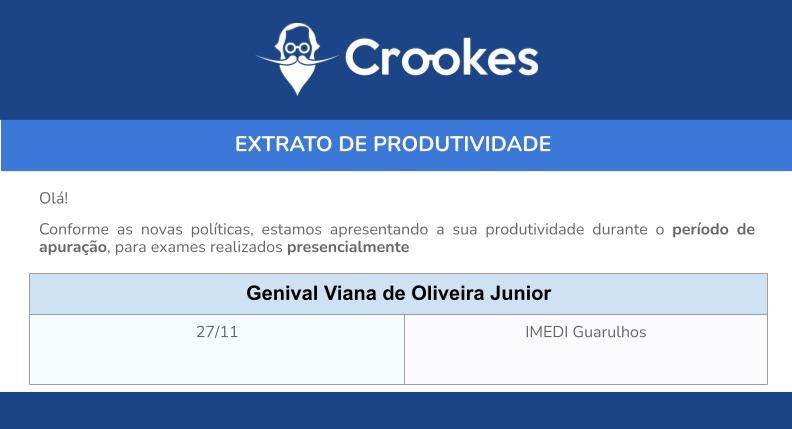 Crookes
EXTRATO DE PRODUTIVIDADE
Olá!
Conforme as novas políticas, estamos apresentando a sua produtividade durante o período de
apuração, para exames realizados presencialmente
Genival Viana de Oliveira Junior
27/11
IMEDI Guarulhos